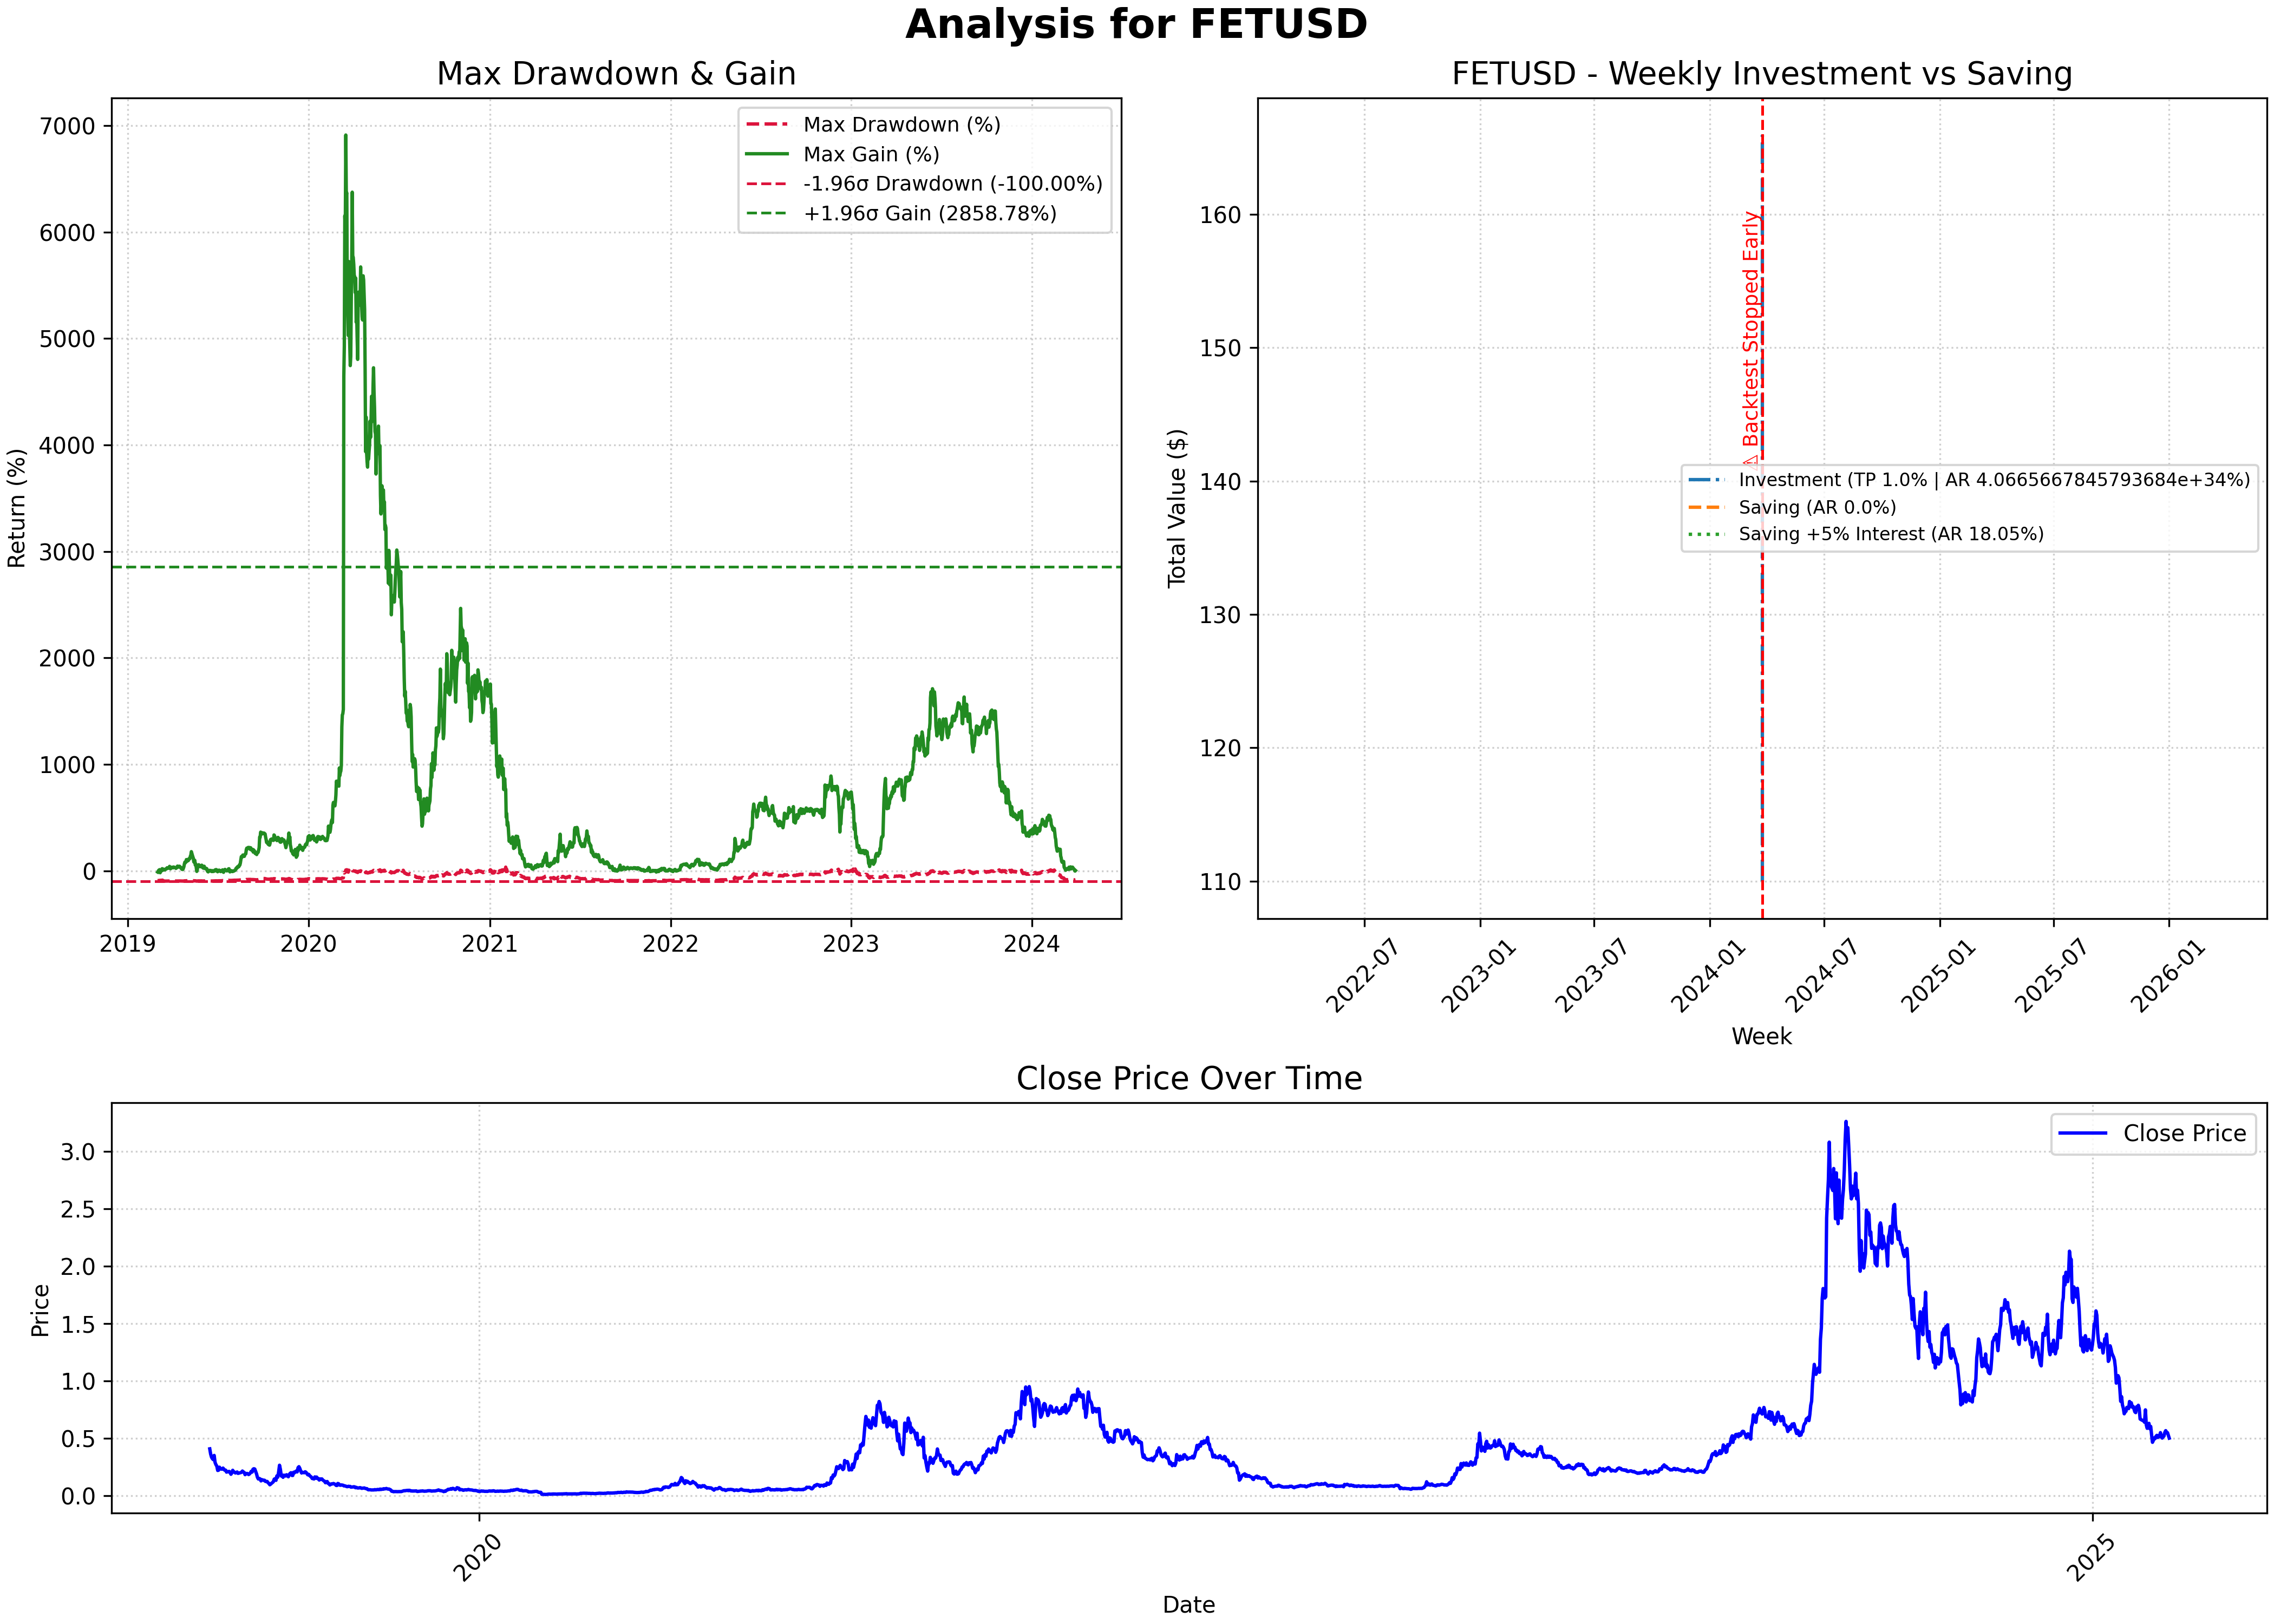 Analysis for FETUSD
Max Drawdown & Gain
Return (%)
7000
6000
5000
4000
3000
2000
1000
0
Max Drawdown (%)
Max Gain (%)
-1.96σ Drawdown (-100.00%)
+1.96σ Gain (2858.78%)
2019
2020
2021
2022
2023
2024
FETUSD - Weekly Investment vs Saving
Total Value ($)
160
150
140
130
120
110
⚠ Backtest Stopped Early
Investment (TP 1.0% | AR 4.0665667845793684e+34%)
Saving (AR 0.0%)
Saving +5% Interest (AR 18.05%)
2022-07
2023-01
2023-07
2024-01
2024-07
2025-01
2025-07
2026-01
Week
Close Price Over Time
Price
3.0
2.5
2.0
1.5
1.0
0.5
0.0
Close Price
2020
2025
Date